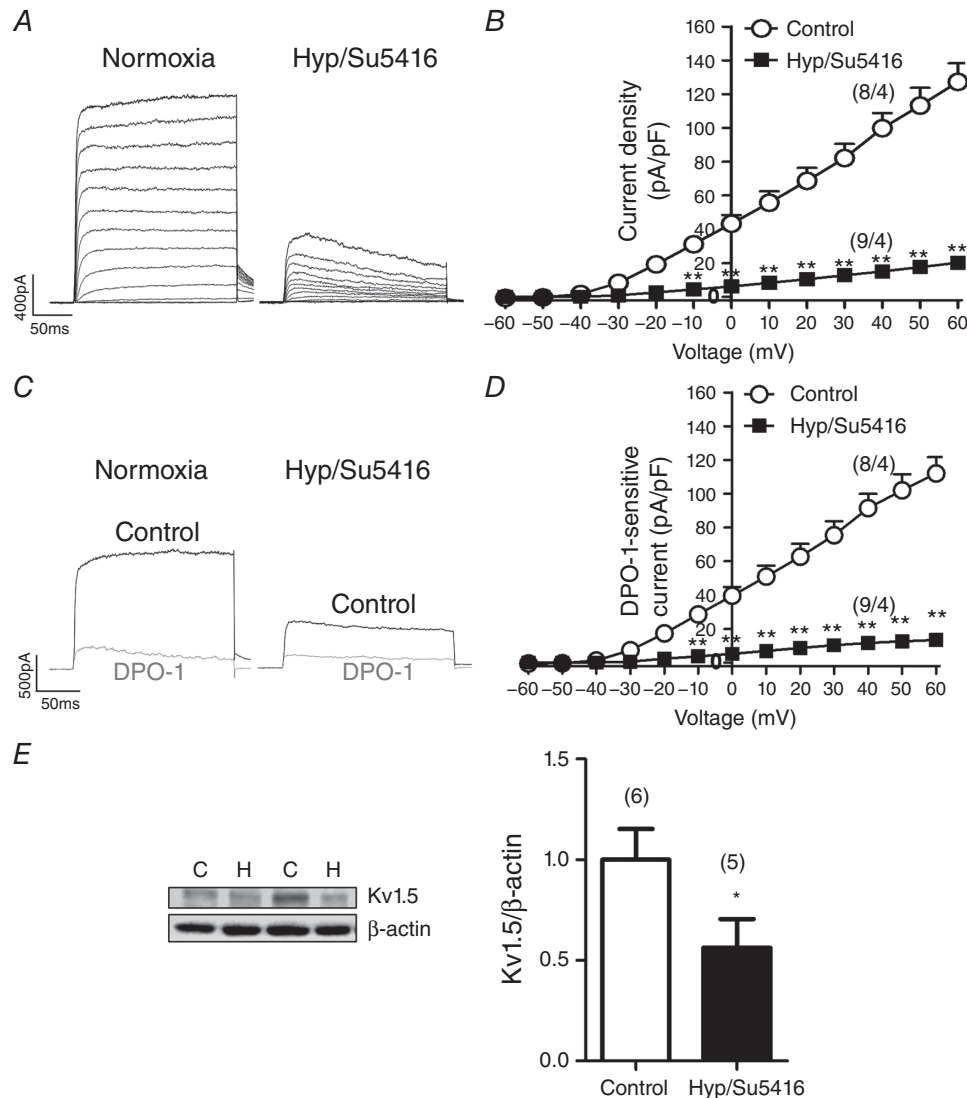 A
Normoxia
Hyp/Su5416
400pA
50ms
B
Control
Hyp/Su5416
Current density
(pA/pF)
160
140
120
100
80
60
40
20
0
(8/4)
(9/4)
** ** ** ** ** ** ** **
−60 −50 −40 −30 −20 −10 0 10 20 30 40 50 60
Voltage (mV)
C
Normoxia
Hyp/Su5416
Control
Control
DPO-1
DPO-1
500pA
50ms
D
Control
Hyp/Su5416
DPO-1-sensitive
current (pA/pF)
160
140
120
100
80
60
40
20
0
(8/4)
(9/4)
** ** ** ** ** ** ** **
−60 −50 −40 −30 −20 −10 0 10 20 30 40 50 60
Voltage (mV)
E
C H C H
Kv1.5
β-actin
Kv1.5/β-actin
1.5
1.0
0.5
0.0
(6)
(5)
*
Control Hyp/Su5416